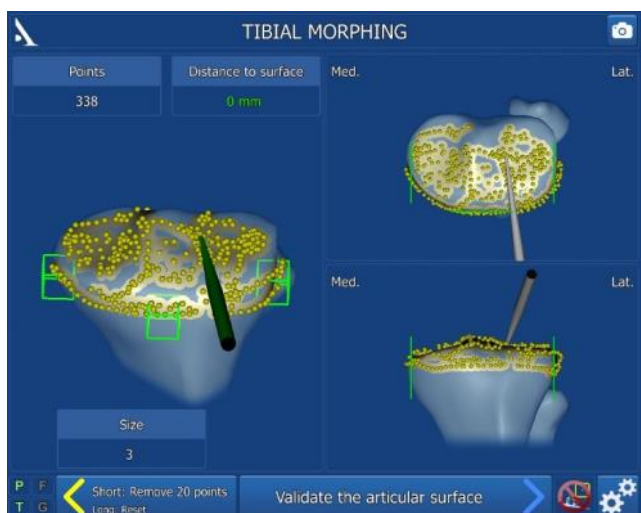 TIBIAL MORPHING
Points
338
Distance to surface
0 mm
Med.
Lat.
Med.
Lat.
Size
3
P F
T G
Short: Remove 20 points
Long: Reset
Validate the articular surface